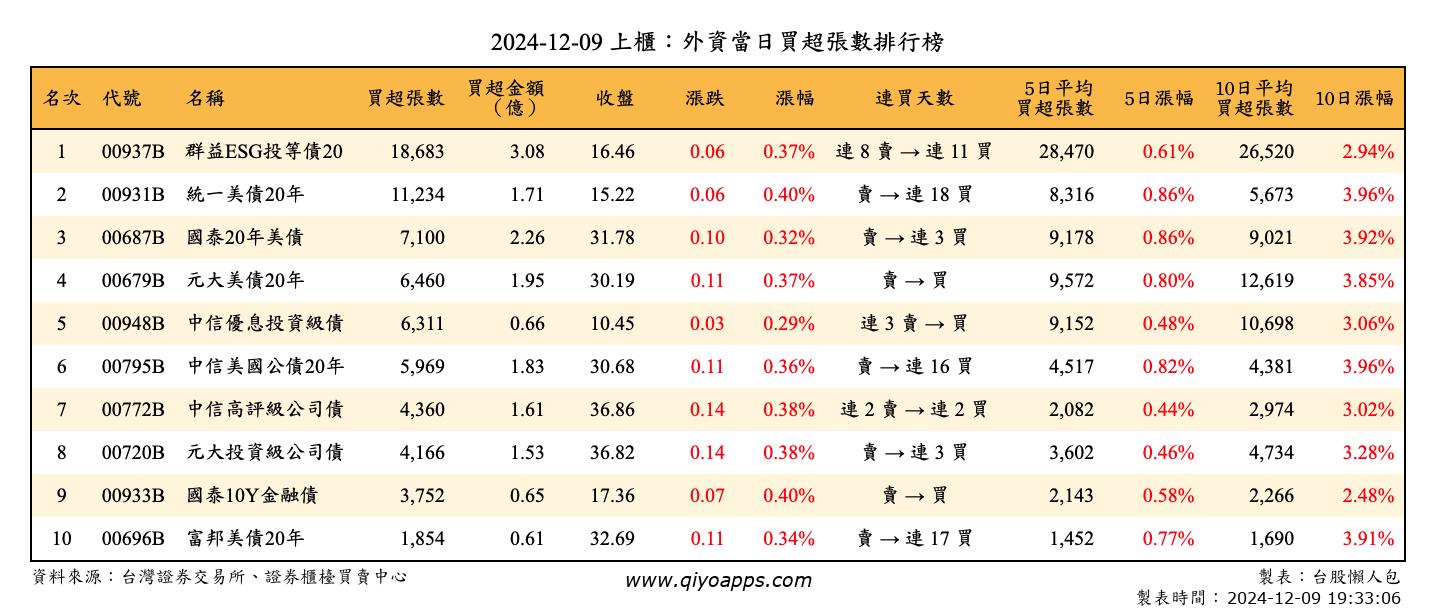 2024-12-09 上櫃：外資當日買超張數排行榜
名次 代號 名稱 買超張數 買超金額（億） 收盤 漲跌 漲幅 連買天數 5日平均買超張數 5日漲幅 10日平均買超張數 10日漲幅
1 00937B 群益ESG投等債20 18,683 3.08 16.46 0.06 0.37% 連 8 賣 → 連 11 買 28,470 0.61% 26,520 2.94%
2 00931B 統一美債20年 11,234 1.71 15.22 0.06 0.40% 賣 → 連 18 買 8,316 0.86% 5,673 3.96%
3 00687B 國泰20年美債 7,100 2.26 31.78 0.10 0.32% 賣 → 連 3 買 9,178 0.86% 9,021 3.92%
4 00679B 元大美債20年 6,460 1.95 30.19 0.11 0.37% 賣 → 買 9,572 0.80% 12,619 3.85%
5 00948B 中信優息投資級債 6,311 0.66 10.45 0.03 0.29% 連 3 賣 → 買 9,152 0.48% 10,698 3.06%
6 00795B 中信美國公債20年 5,969 1.83 30.68 0.11 0.36% 賣 → 連 16 買 4,517 0.82% 4,381 3.96%
7 00772B 中信高評級公司債 4,360 1.61 36.86 0.14 0.38% 連 2 賣 → 連 2 買 2,082 0.44% 2,974 3.02%
8 00720B 元大投資級公司債 4,166 1.53 36.82 0.14 0.38% 賣 → 連 3 買 3,602 0.46% 4,734 3.28%
9 00933B 國泰10Y金融債 3,752 0.65 17.36 0.07 0.40% 賣 → 買 2,143 0.58% 2,266 2.48%
10 00696B 富邦美債20年 1,854 0.61 32.69 0.11 0.34% 賣 → 連 17 買 1,452 0.77% 1,690 3.91%
資料來源：台灣證券交易所、證券櫃檯買賣中心 www.qiyoapps.com 製表：台股懶人包
製表時間：2024-12-09 19:33:06